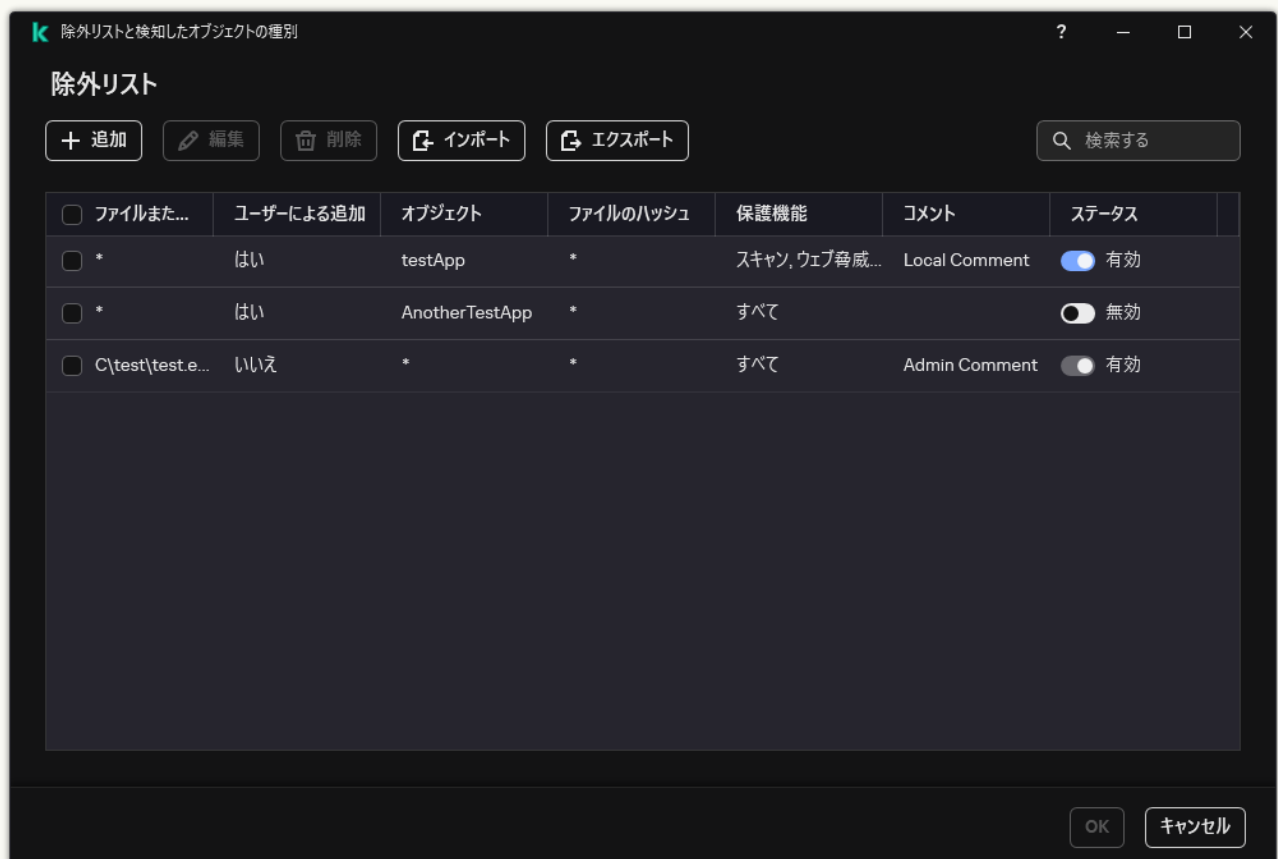 除外リストと検知したオブジェクトの種別
?
除外リスト
追加 編集 削除 インポート エクスポート 検索する
ファイルまた... ユーザーによる追加 オブジェクト ファイルのハッシュ 保護機能 コメント ステータス
* はい testApp * スキャン, ウェブ脅威... Local Comment 有効
* はい AnotherTestApp * すべて 無効
C\test\test.e... いいえ * * すべて Admin Comment 有効
OK キャンセル